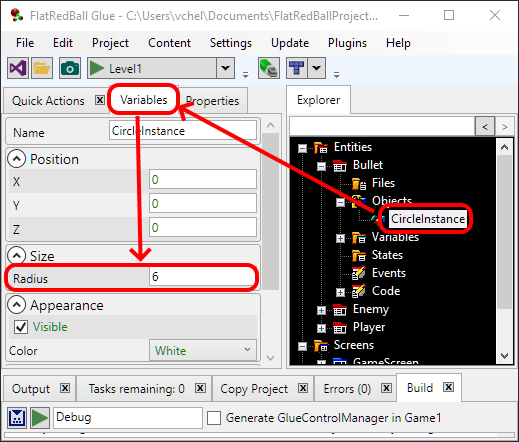 FlatRedBall Glue - C:\Users\vchel\Documents\FlatRedBallProject...
File Project Content Settings Update Plugins Help
Level1
Quick Actions Variables Properties
Name CircleInstance
Position
X 0
Y 0
Z 0
Size
Radius 6
Appearance
Visible
Color White
Explorer
< >
Entities
Bullet
Files
Objects
CircleInstance
Variables
States
Events
Code
Enemy
Player
Screens
GameScreen
Output Tasks remaining: 0 Copy Project Errors (0) Build
Debug Generate GlueControlManager in Game1